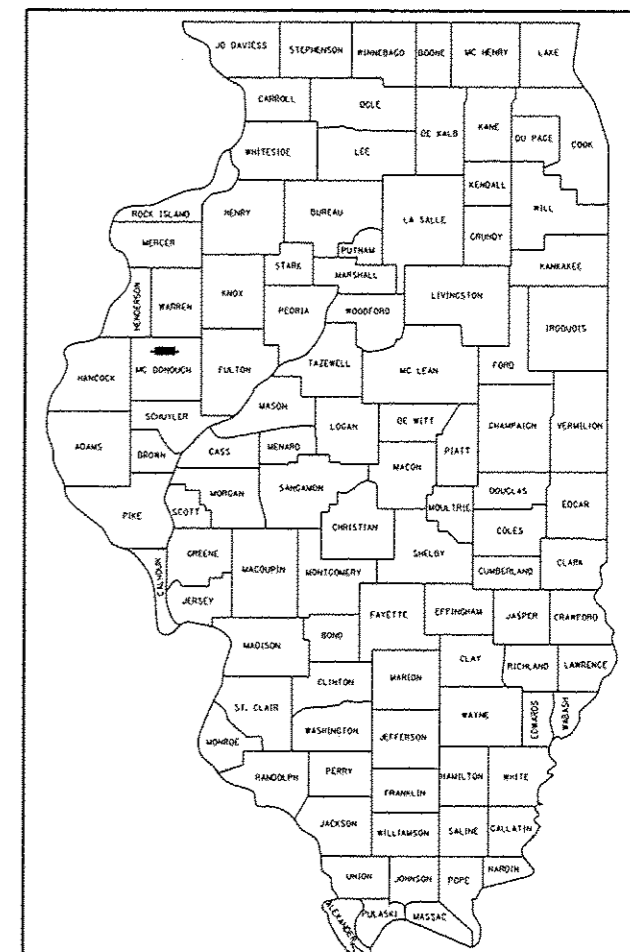 JO DAVIESS STEPHENSON WINNEBAGO BOONE MC HENRY LAKE
CARROLL OGLE DE KALB KANE DU PAGE COOK
WHITESIDE LEE
KENDALL WILL
ROCK ISLAND HENRY BUREAU LA SALLE GRUNDY
MERCER PUTNAM
STARK MARSHALL KANKAKEE
HENDERSON WARREN KNOX PEORIA WOODFORD LIVINGSTON IROQUOIS
HANCOCK MC DONOUGH FULTON TAZEWELL MC LEAN FORD
SCHUYLER MASON LOGAN DE WITT CHAMPAIGN VERMILION
ADAMS BROWN CASS MENARD MACON PIATT
PIKE SCOTT MORGAN SANGAMON CHRISTIAN MOULTRIE DOUGLAS EDGAR
COLES
CALHOUN GREENE MACOUPIN MONTGOMERY SHELBY CUMBERLAND CLARK
JERSEY
MADISON BOND FAYETTE EFFINGHAM JASPER CRAWFORD
CLINTON MARION CLAY RICHLAND LAWRENCE
ST. CLAIR WASHINGTON JEFFERSON WAYNE EDWARDS WABASH
MONROE
RANDOLPH PERRY FRANKLIN HAMILTON WHITE
JACKSON WILLIAMSON SALINE GALLATIN
UNION JOHNSON POPE HARDIN
ALEXANDER PULASKI MASSAC